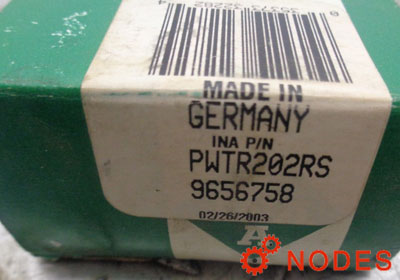 MADE IN
GERMANY
INA P/N
PWTR202RS
9656758
02/26/2003
NODES